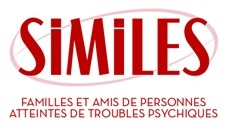 SiMiLES
FAMILLES ET AMIS DE PERSONNES
ATTEINTES DE TROUBLES PSYCHIQUES